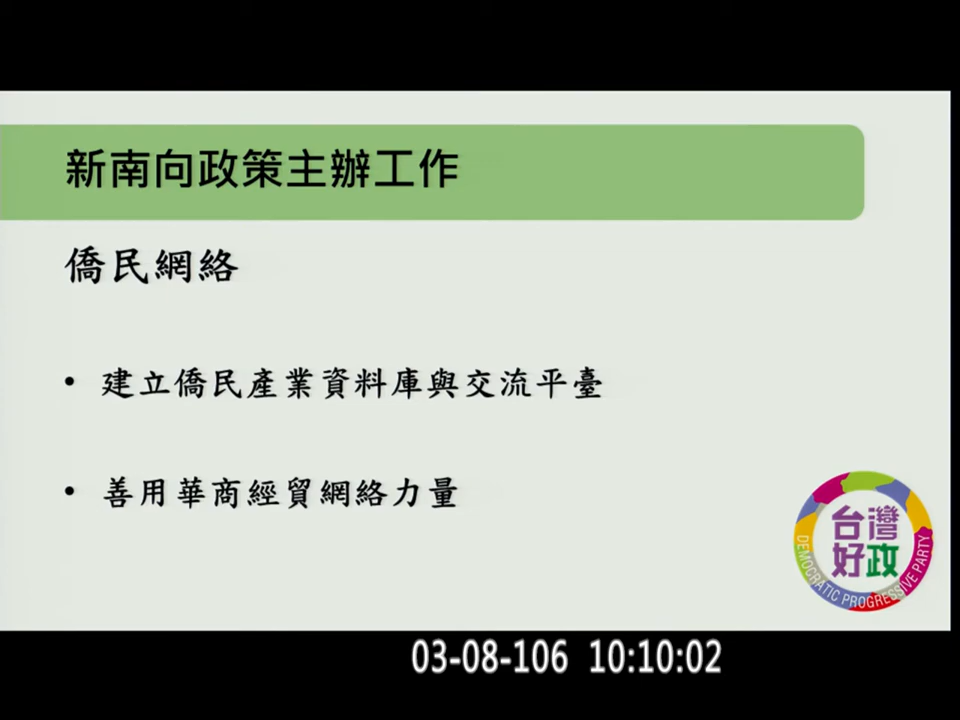 新南向政策主辦工作
僑民網絡
• 建立僑民產業資料庫與交流平臺
• 善用華商經貿網絡力量
台灣
好政
DEMOCRATIC PROGRESSIVE PARTY
03-08-106 10:10:02